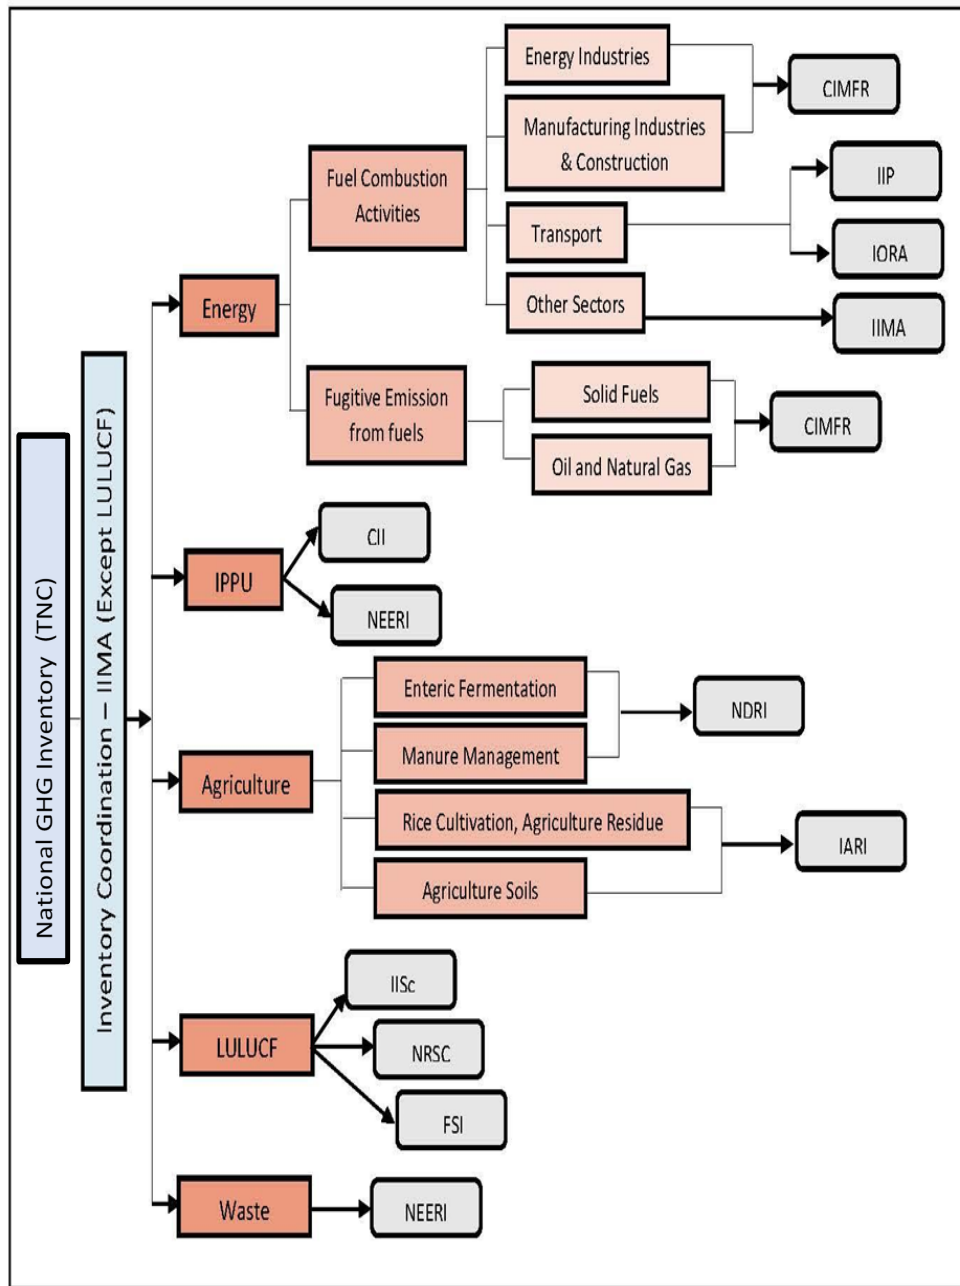 National GHG Inventory (TNC)
Inventory Coordination – IIMA (Except LULUCF)
Energy
Fuel Combustion
Activities
Energy Industries
Manufacturing Industries
& Construction
CIMFR
Transport
IIP
IORA
Other Sectors
IIMA
Fugitive Emission
from fuels
Solid Fuels
Oil and Natural Gas
CIMFR
IPPU
CII
NEERI
Agriculture
Enteric Fermentation
Manure Management
NDRI
Rice Cultivation, Agriculture Residue
Agriculture Soils
IARI
LULUCF
IISc
NRSC
FSI
Waste
NEERI